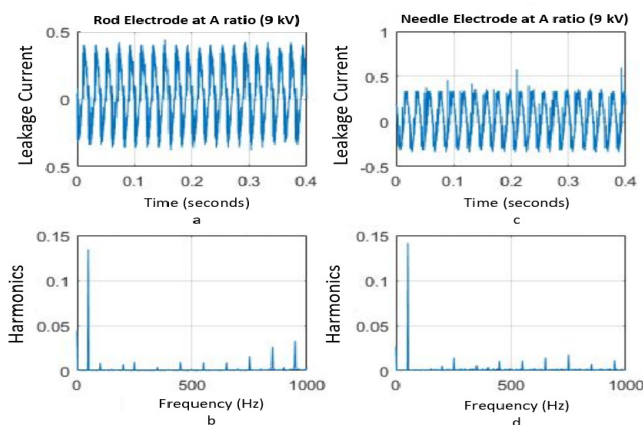 Rod Electrode at A ratio (9 kV)
0.5
0
0.5
Leakage Current
0 0.1 0.2 0.3 0.4
Time (seconds)
a
Needle Electrode at A ratio (9 kV)
1
0.5
0
-0.5
Leakage Current
0 0.1 0.2 0.3 0.4
Time (seconds)
c
0.15
0.1
0.05
0
Harmonics
0 500 1000
Frequency (Hz)
b
0.15
0.1
0.05
0
Harmonics
0 500 1000
Frequency (Hz)
d